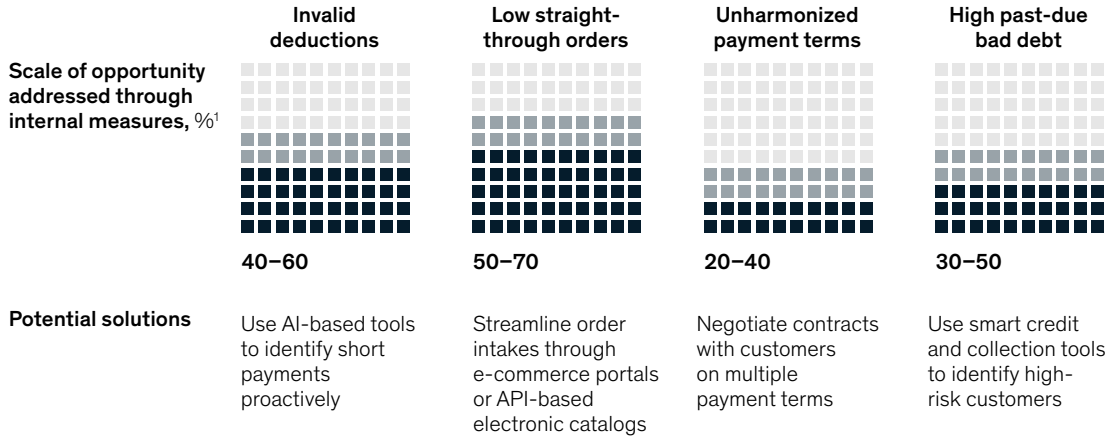 Invalid
deductions
Low straight-
through orders
Unharmonized
payment terms
High past-due
bad debt
Scale of opportunity
addressed through
internal measures, %¹
40–60
50–70
20–40
30–50
Potential solutions
Use AI-based tools
to identify short
payments
proactively
Streamline order
intakes through
e-commerce portals
or API-based
electronic catalogs
Negotiate contracts
with customers
on multiple
payment terms
Use smart credit
and collection tools
to identify high-
risk customers